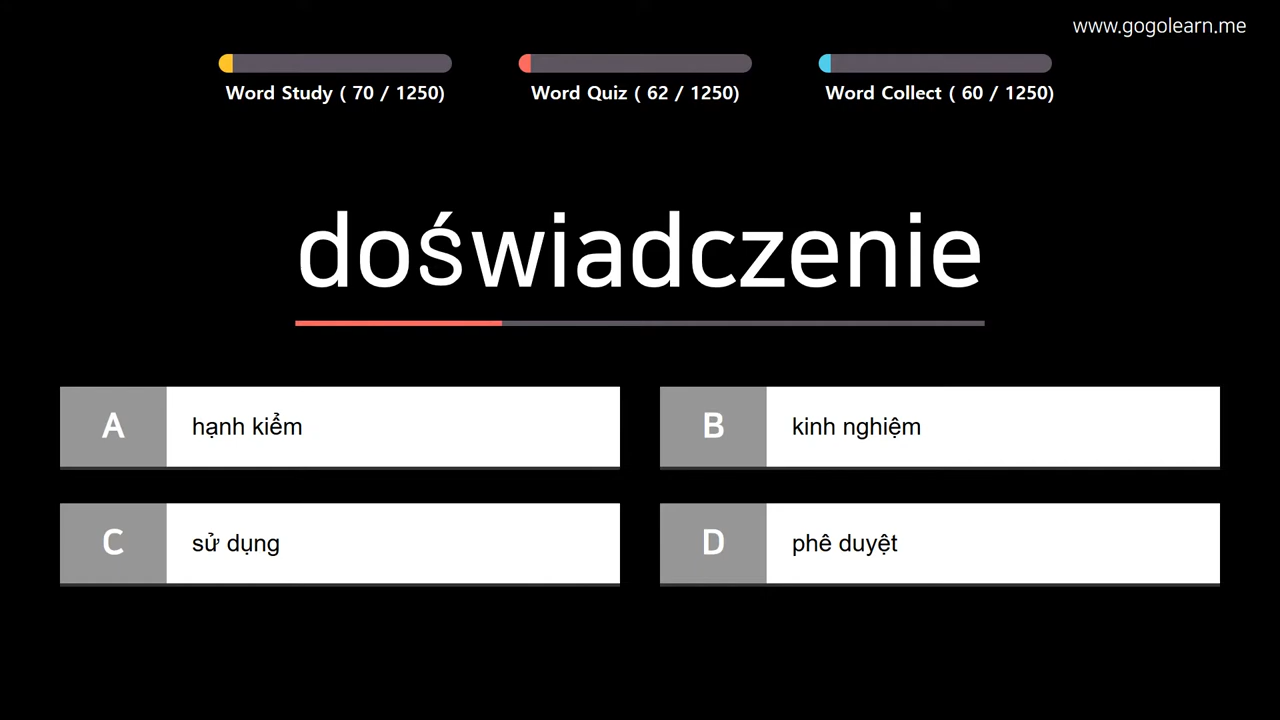 www.gogolearn.me
Word Study ( 70 / 1250)
Word Quiz ( 62 / 1250)
Word Collect ( 60 / 1250)
doświadczenie
A hạnh kiểm
B kinh nghiệm
C sử dụng
D phê duyệt